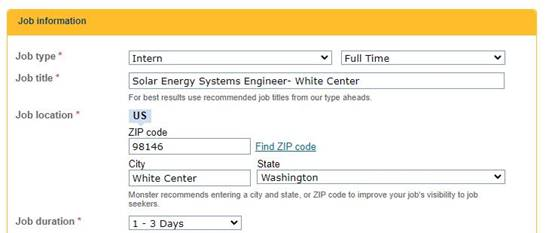 Job information
Job type * Intern Full Time
Job title * Solar Energy Systems Engineer- White Center
For best results use recommended job titles from our type aheads.
Job location * US
ZIP code
98146 Find ZIP code
City State
White Center Washington
Monster recommends entering a city and state, or ZIP code to improve your job's visibility to job
seekers.
Job duration * 1 - 3 Days